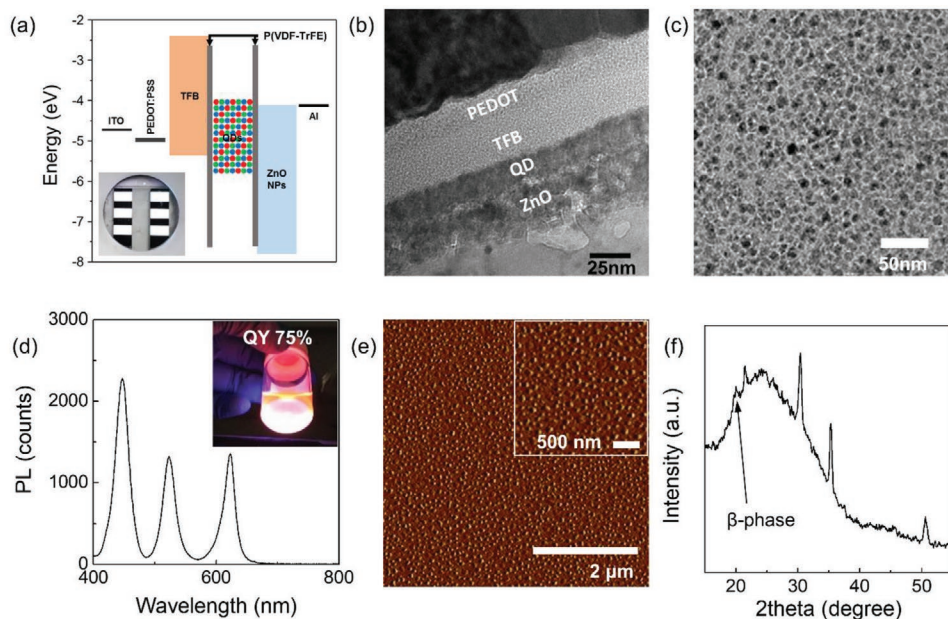 (a)
-2
-3
-4
-5
-6
-7
-8
Energy (eV)
P(VDF-TrFE)
ITO
PEDOT:PSS
TFB
QDs
ZnO
NPs
Al
(b)
PEDOT
TFB
QD
ZnO
25nm
(c)
50nm
(d)
3000
2000
1000
0
PL (counts)
QY 75%
400
600
800
Wavelength (nm)
(e)
500 nm
2 µm
(f)
Intensity (a.u.)
β-phase
20
30
40
50
2theta (degree)